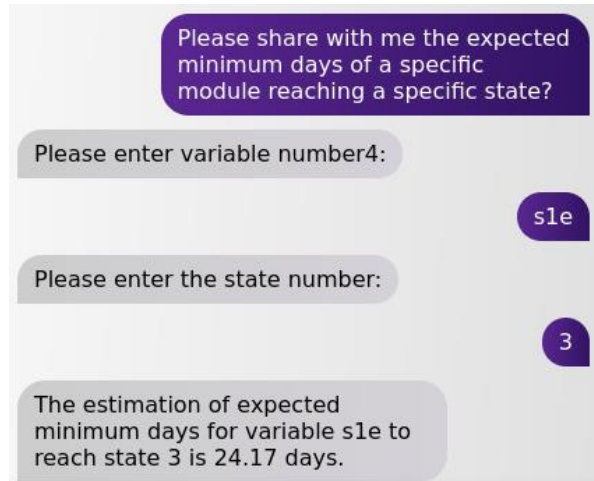 Please share with me the expected
minimum days of a specific
module reaching a specific state?
Please enter variable number4:
s1e
Please enter the state number:
3
The estimation of expected
minimum days for variable s1e to
reach state 3 is 24.17 days.